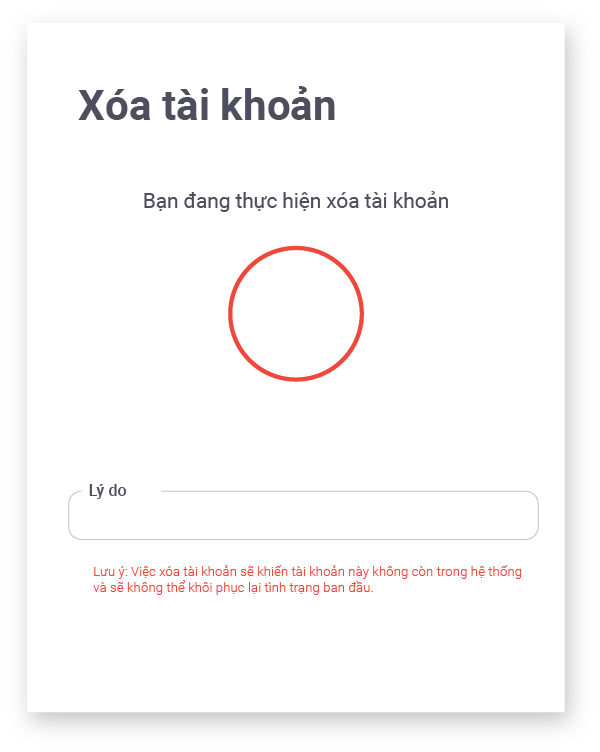 Xóa tài khoản
Bạn đang thực hiện xóa tài khoản
Lý do
Lưu ý: Việc xóa tài khoản sẽ khiến tài khoản này không còn trong hệ thống
và sẽ không thể khôi phục lại tình trạng ban đầu.